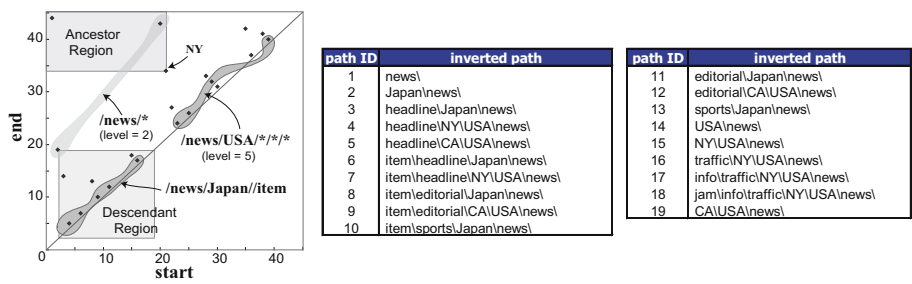 40
30
20
10
end
0
10
20
30
40
start
Ancestor
Region
NY
/news/*
(level = 2)
/news/USA/*/*/*
(level = 5)
/news/Japan//item
Descendant
Region
path ID inverted path
1 news\
2 Japan\news\
3 headline\Japan\news\
4 headline\NY\USA\news\
5 headline\CA\USA\news\
6 item\headline\Japan\news\
7 item\headline\NY\USA\news\
8 item\editorial\Japan\news\
9 item\editorial\CA\USA\news\
10 item\sports\Japan\news\
path ID inverted path
11 editorial\Japan\news\
12 editorial\CA\USA\news\
13 sports\Japan\news\
14 USA\news\
15 NY\USA\news\
16 traffic\NY\USA\news\
17 info\traffic\NY\USA\news\
18 jam\info\traffic\NY\USA\news\
19 CA\USA\news\